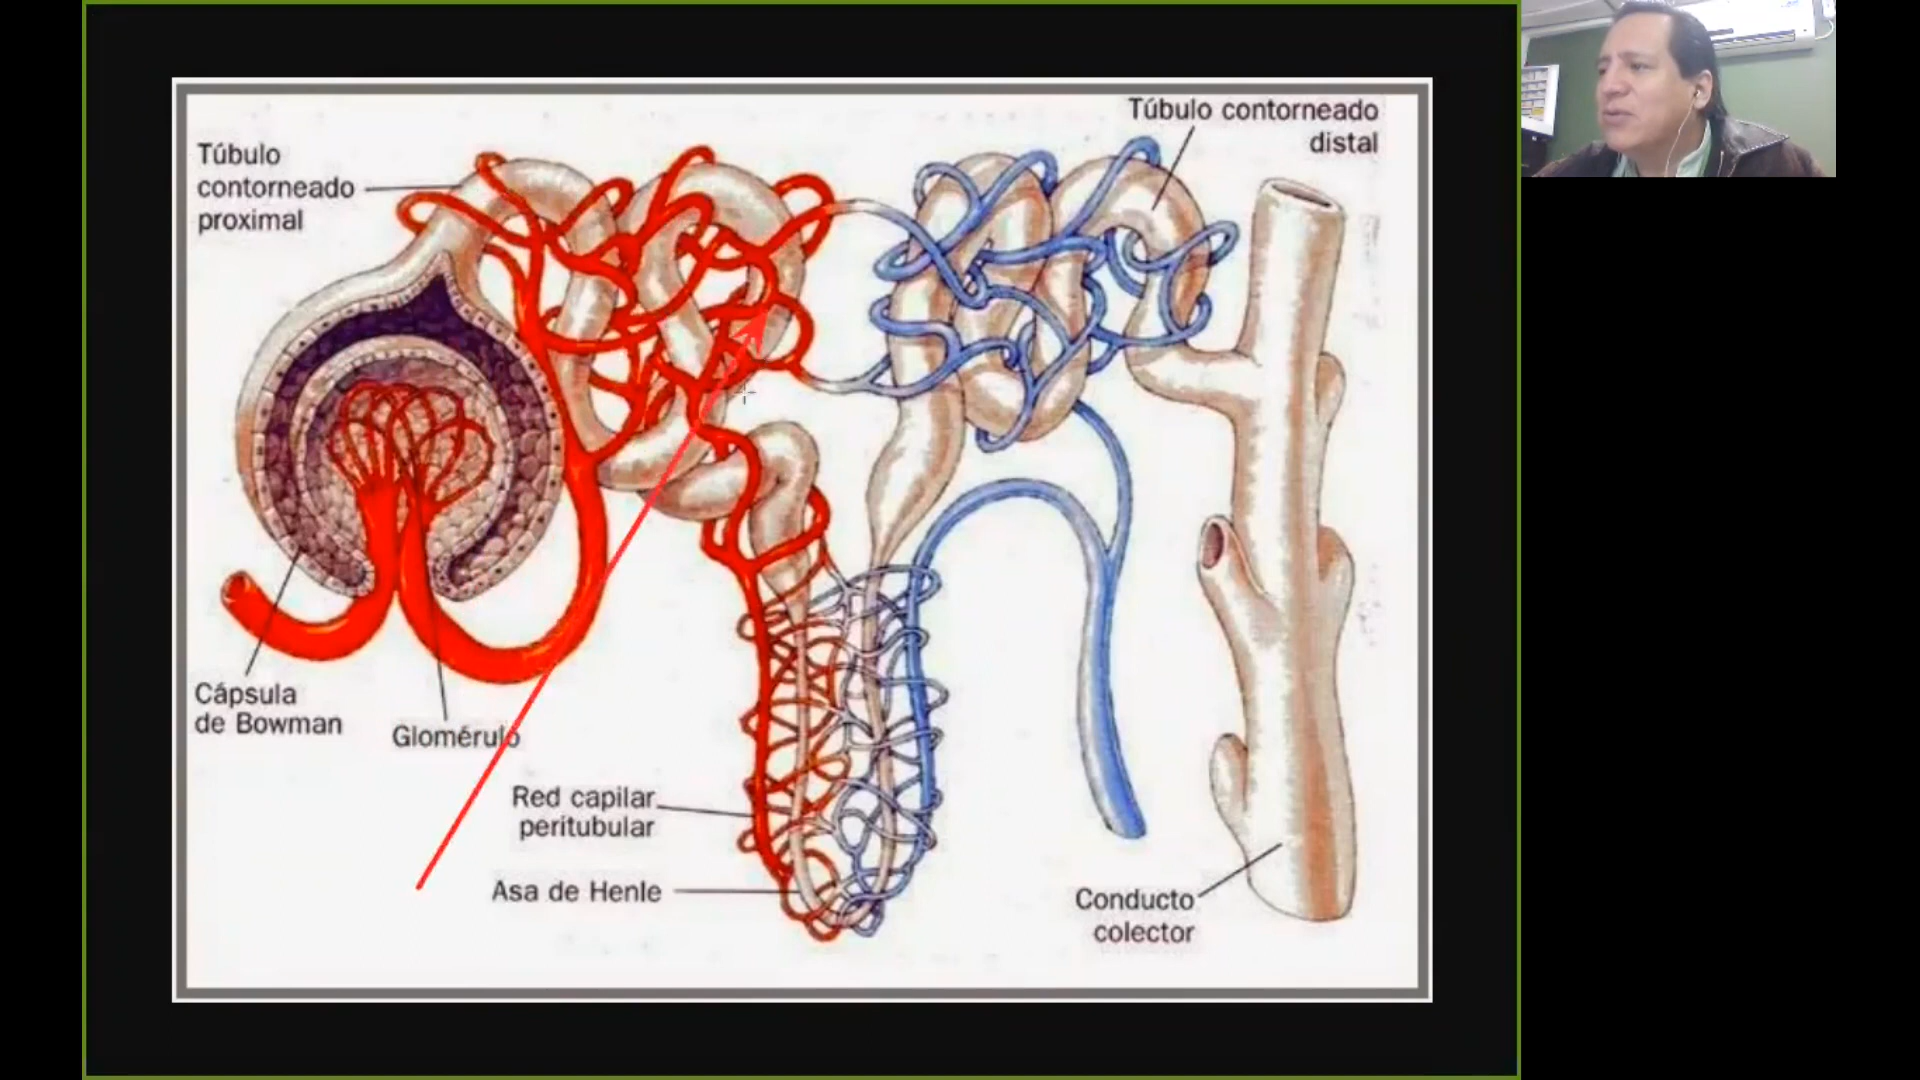 Túbulo
contorneado
proximal
Túbulo contorneado
distal
Cápsula
de Bowman
Glomérulo
Red capilar
peritubular
Asa de Henle
Conducto
colector